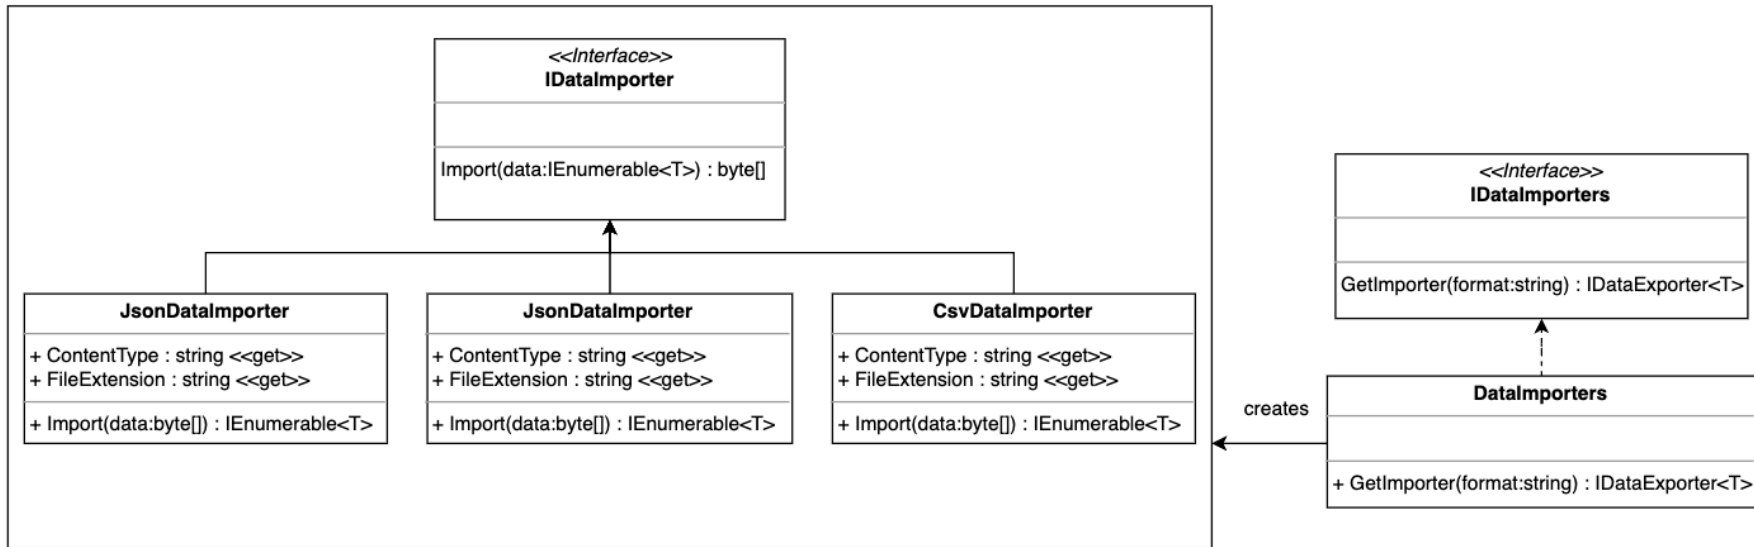 <<Interface>>
IDataImporter
Import(data:IEnumerable<T>) : byte[]
JsonDataImporter
+ ContentType : string <<get>>
+ FileExtension : string <<get>>
+ Import(data:byte[]) : IEnumerable<T>
JsonDataImporter
+ ContentType : string <<get>>
+ FileExtension : string <<get>>
+ Import(data:byte[]) : IEnumerable<T>
CsvDataImporter
+ ContentType : string <<get>>
+ FileExtension : string <<get>>
+ Import(data:byte[]) : IEnumerable<T>
<<Interface>>
IDataImporters
GetImporter(format:string) : IDataExporter<T>
creates
DataImporters
+ GetImporter(format:string) : IDataExporter<T>